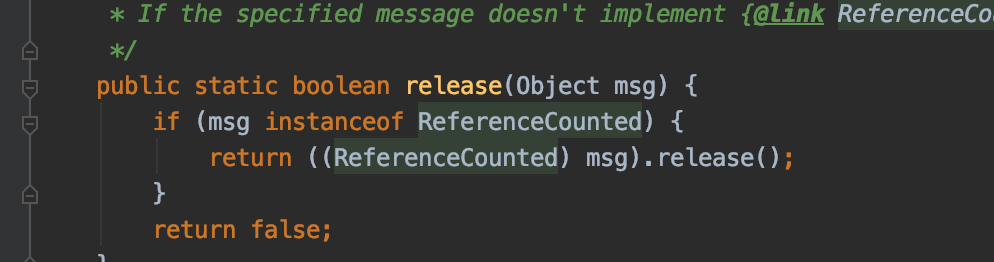 * If the specified message doesn't implement {@link
*/
public static boolean release(Object msg) {
if (msg instanceof ReferenceCounted) {
return ((ReferenceCounted) msg).release();
}
return false;
}